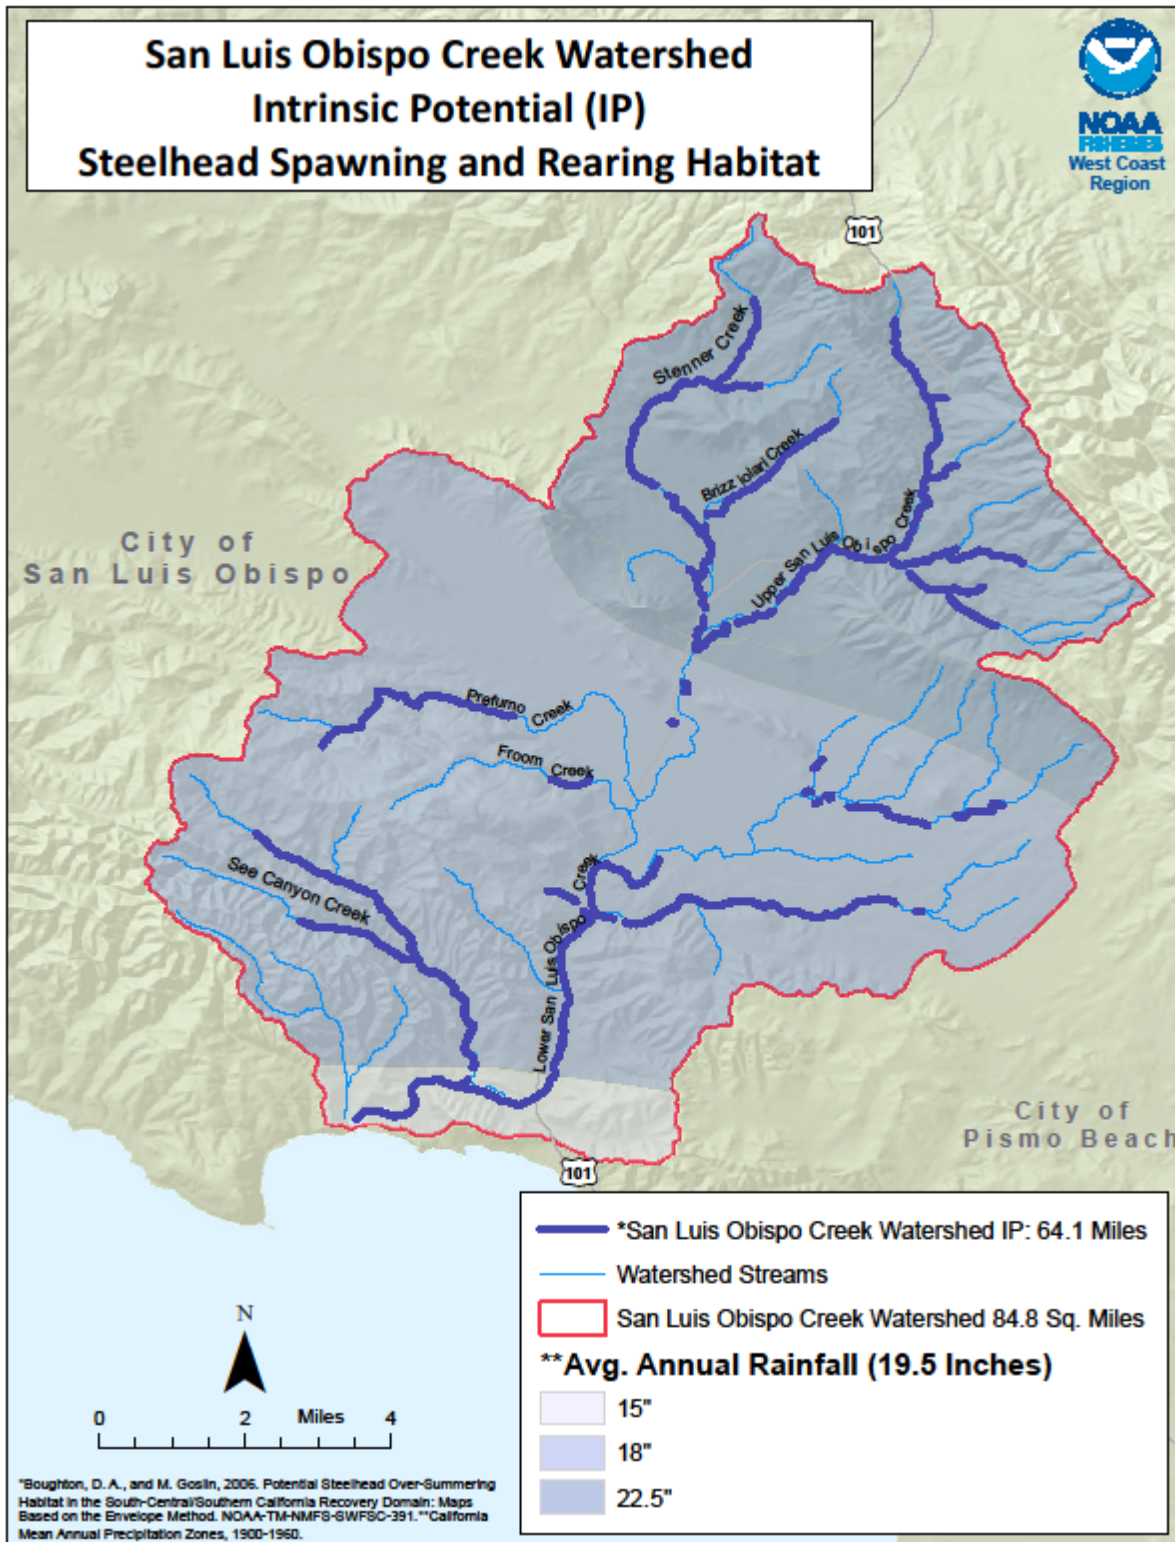 San Luis Obispo Creek Watershed
Intrinsic Potential (IP)
Steelhead Spawning and Rearing Habitat
NOAA
FISHERIES
West Coast
Region
101
Stenner Creek
Brizziolari Creek
Upper San Luis Obispo Creek
City of
San Luis Obispo
Prefumo Creek
Froom Creek
See Canyon Creek
Lower San Luis Obispo Creek
City of
Pismo Beach
101
*San Luis Obispo Creek Watershed IP: 64.1 Miles
Watershed Streams
San Luis Obispo Creek Watershed 84.8 Sq. Miles
**Avg. Annual Rainfall (19.5 Inches)
15"
18"
22.5"
N
0 2 Miles 4
*Boughton, D. A., and M. Goslin, 2006. Potential Steelhead Over-Summering
Habitat in the South-Central/Southern California Recovery Domain: Maps
Based on the Envelope Method. NOAA-TM-NMFS-SWFSC-391. **California
Mean Annual Precipitation Zones, 1900-1960.